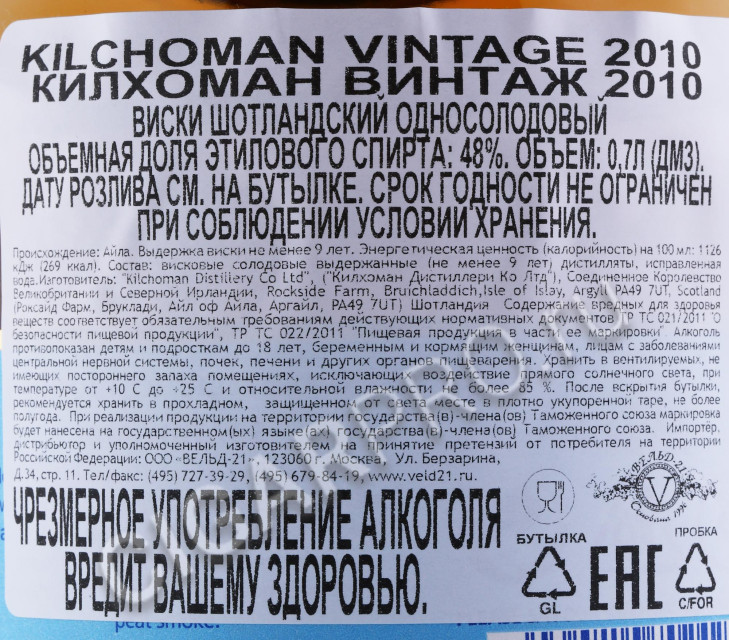 KILCHOMAN VINTAGE 2010
КИЛХОМАН ВИНТАЖ 2010
ВИСКИ ШОТЛАНДСКИЙ ОДНОСОЛОДОВЫЙ
ОБЪЕМНАЯ ДОЛЯ ЭТИЛОВОГО СПИРТА: 48%. ОБЪЕМ: 0,7Л (ДМЗ).
ДАТУ РОЗЛИВА СМ. НА БУТЫЛКЕ. СРОК ГОДНОСТИ НЕ ОГРАНИЧЕН
ПРИ СОБЛЮДЕНИИ УСЛОВИИ ХРАНЕНИЯ.
Происхождение: Айла. Выдержка виски не менее 9 лет. Энергетическая ценность (калорийность) на 100 мл: 1126
кДж (269 ккал). Состав: висковые солодовые выдержанные (не менее 9 лет) дистилляты, исправленная
вода. Изготовитель: "Kilchoman Distillery Co Ltd", ("Килхоман Дистиллери Ко Лтд"), Соединенное Королевство
Великобритании и Северной Ирландии, Rockside Farm, Bruichladdich, Isle of Islay, Argyll, PA49 7UT, Scotland
(Роксайд Фарм, Бруклади, Айл оф Айла, Аргайл, PA49 7UT) Шотландия Содержание вредных для здоровья
веществ соответствует обязательным требованиям действующих нормативных документов ТР ТС 021/2011 "О
безопасности пищевой продукции", ТР ТС 022/2011 "Пищевая продукция в части ее маркировки". Алкоголь
противопоказан детям и подросткам до 18 лет, беременным и кормящим женщинам, лицам с заболеваниями
центральной нервной системы, почек, печени и других органов пищеварения. Хранить в вентилируемых, не
имеющих постороннего запаха помещениях, исключающих воздействие прямого солнечного света, при
температуре от +10 С до +25 С и относительной влажности не более 85 %. После вскрытия бутылки,
рекомендуется хранить в прохладном, защищенном от света месте в плотно укупоренной таре, не более
полугода. При реализации продукции на территории государства(в)-члена(ов) Таможенного союза маркировка
будет нанесена на государственном(ых) языке(ах) государства(в)-члена(ов) Таможенного союза. Импортёр,
дистрибьютор и уполномоченный изготовителем на принятие претензий от потребителя на территории
Российской Федерации: ООО «ВЕЛЬД-21», 123060 г. Москва, Ул. Берзарина,
Д.34, стр. 11. Тел/факс: (495) 727-39-29, (495) 679-84-19, www.veld21.ru.
ВЕЛЬД-21
V
Основана 1996
ЧРЕЗМЕРНОЕ УПОТРЕБЛЕНИЕ АЛКОГОЛЯ
ВРЕДИТ ВАШЕМУ ЗДОРОВЬЮ.
БУТЫЛКА
GL
EAC
ПРОБКА
C/FOR
CIGARPRO.RU
peat smoke.